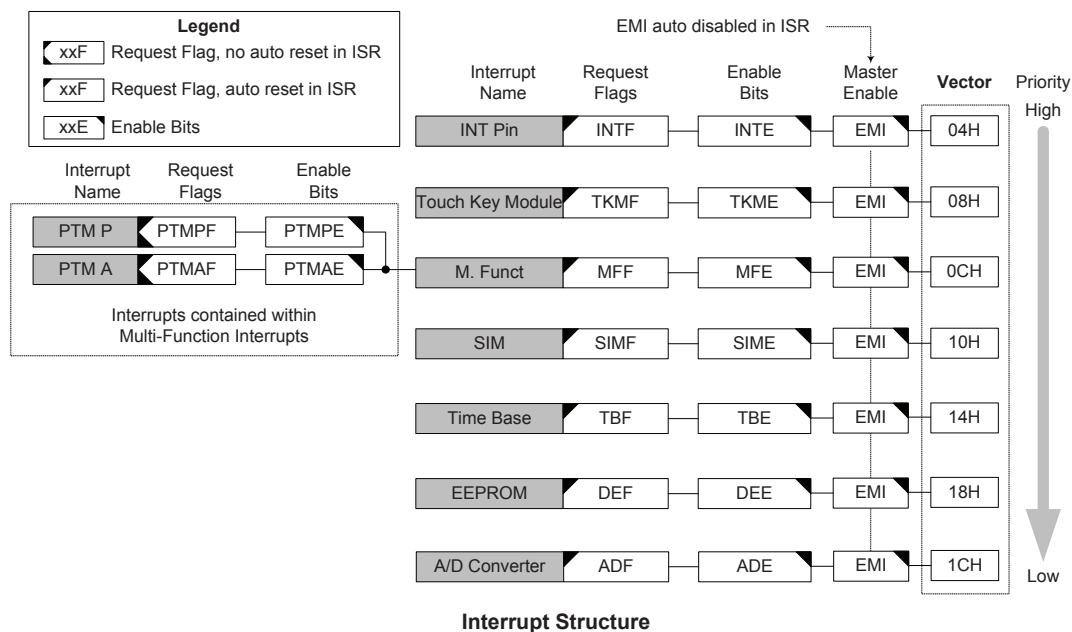 Legend
xxF Request Flag, no auto reset in ISR
xxF Request Flag, auto reset in ISR
xxE Enable Bits
EMI auto disabled in ISR
Interrupt Name
Request Flags
Enable Bits
Master Enable
Vector
Priority
High
INT Pin INTF INTE EMI 04H
Touch Key Module TKMF TKME EMI 08H
Interrupt Name
Request Flags
Enable Bits
PTM P PTMPF PTMPE
PTM A PTMAF PTMAE
Interrupts contained within
Multi-Function Interrupts
M. Funct MFF MFE EMI 0CH
SIM SIMF SIME EMI 10H
Time Base TBF TBE EMI 14H
EEPROM DEF DEE EMI 18H
A/D Converter ADF ADE EMI 1CH
Low
Interrupt Structure